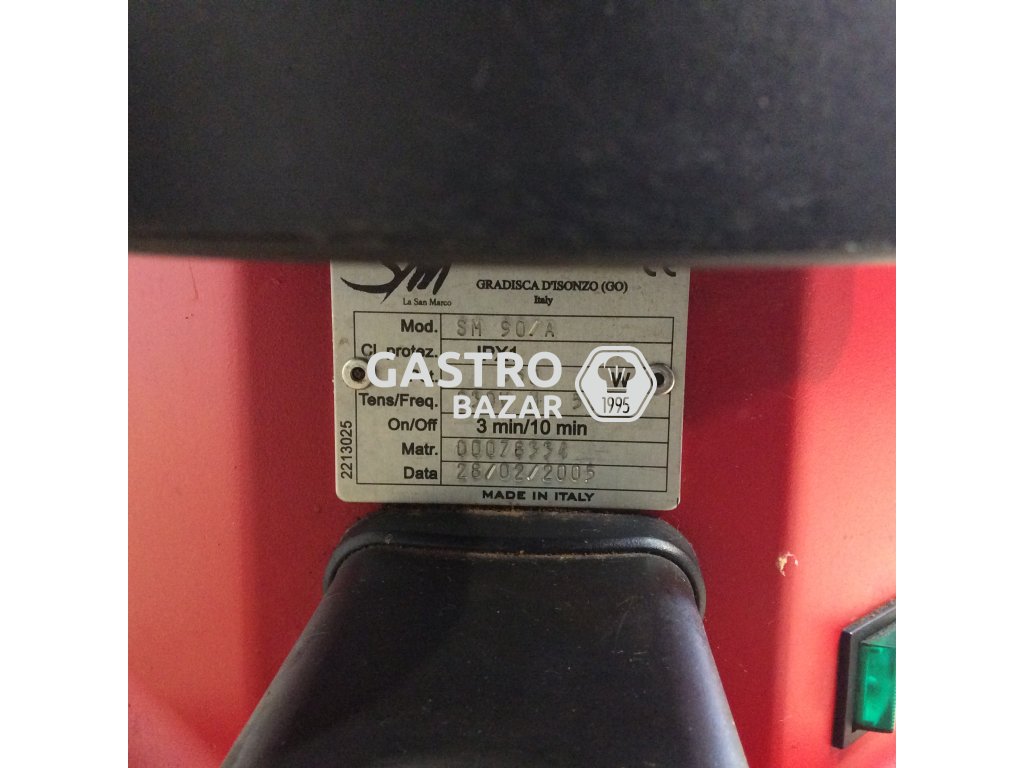 SM
La San Marco
GRADISCA D'ISONZO (GO)
Italy
CE
Mod. SM 90/A
Cl. protez. IPX1
GASTRO
BAZAR
W
1995
Tens/Freq.
On/Off 3 min/10 min
Matr. 00076334
Data 28/02/2005
2213025
MADE IN ITALY